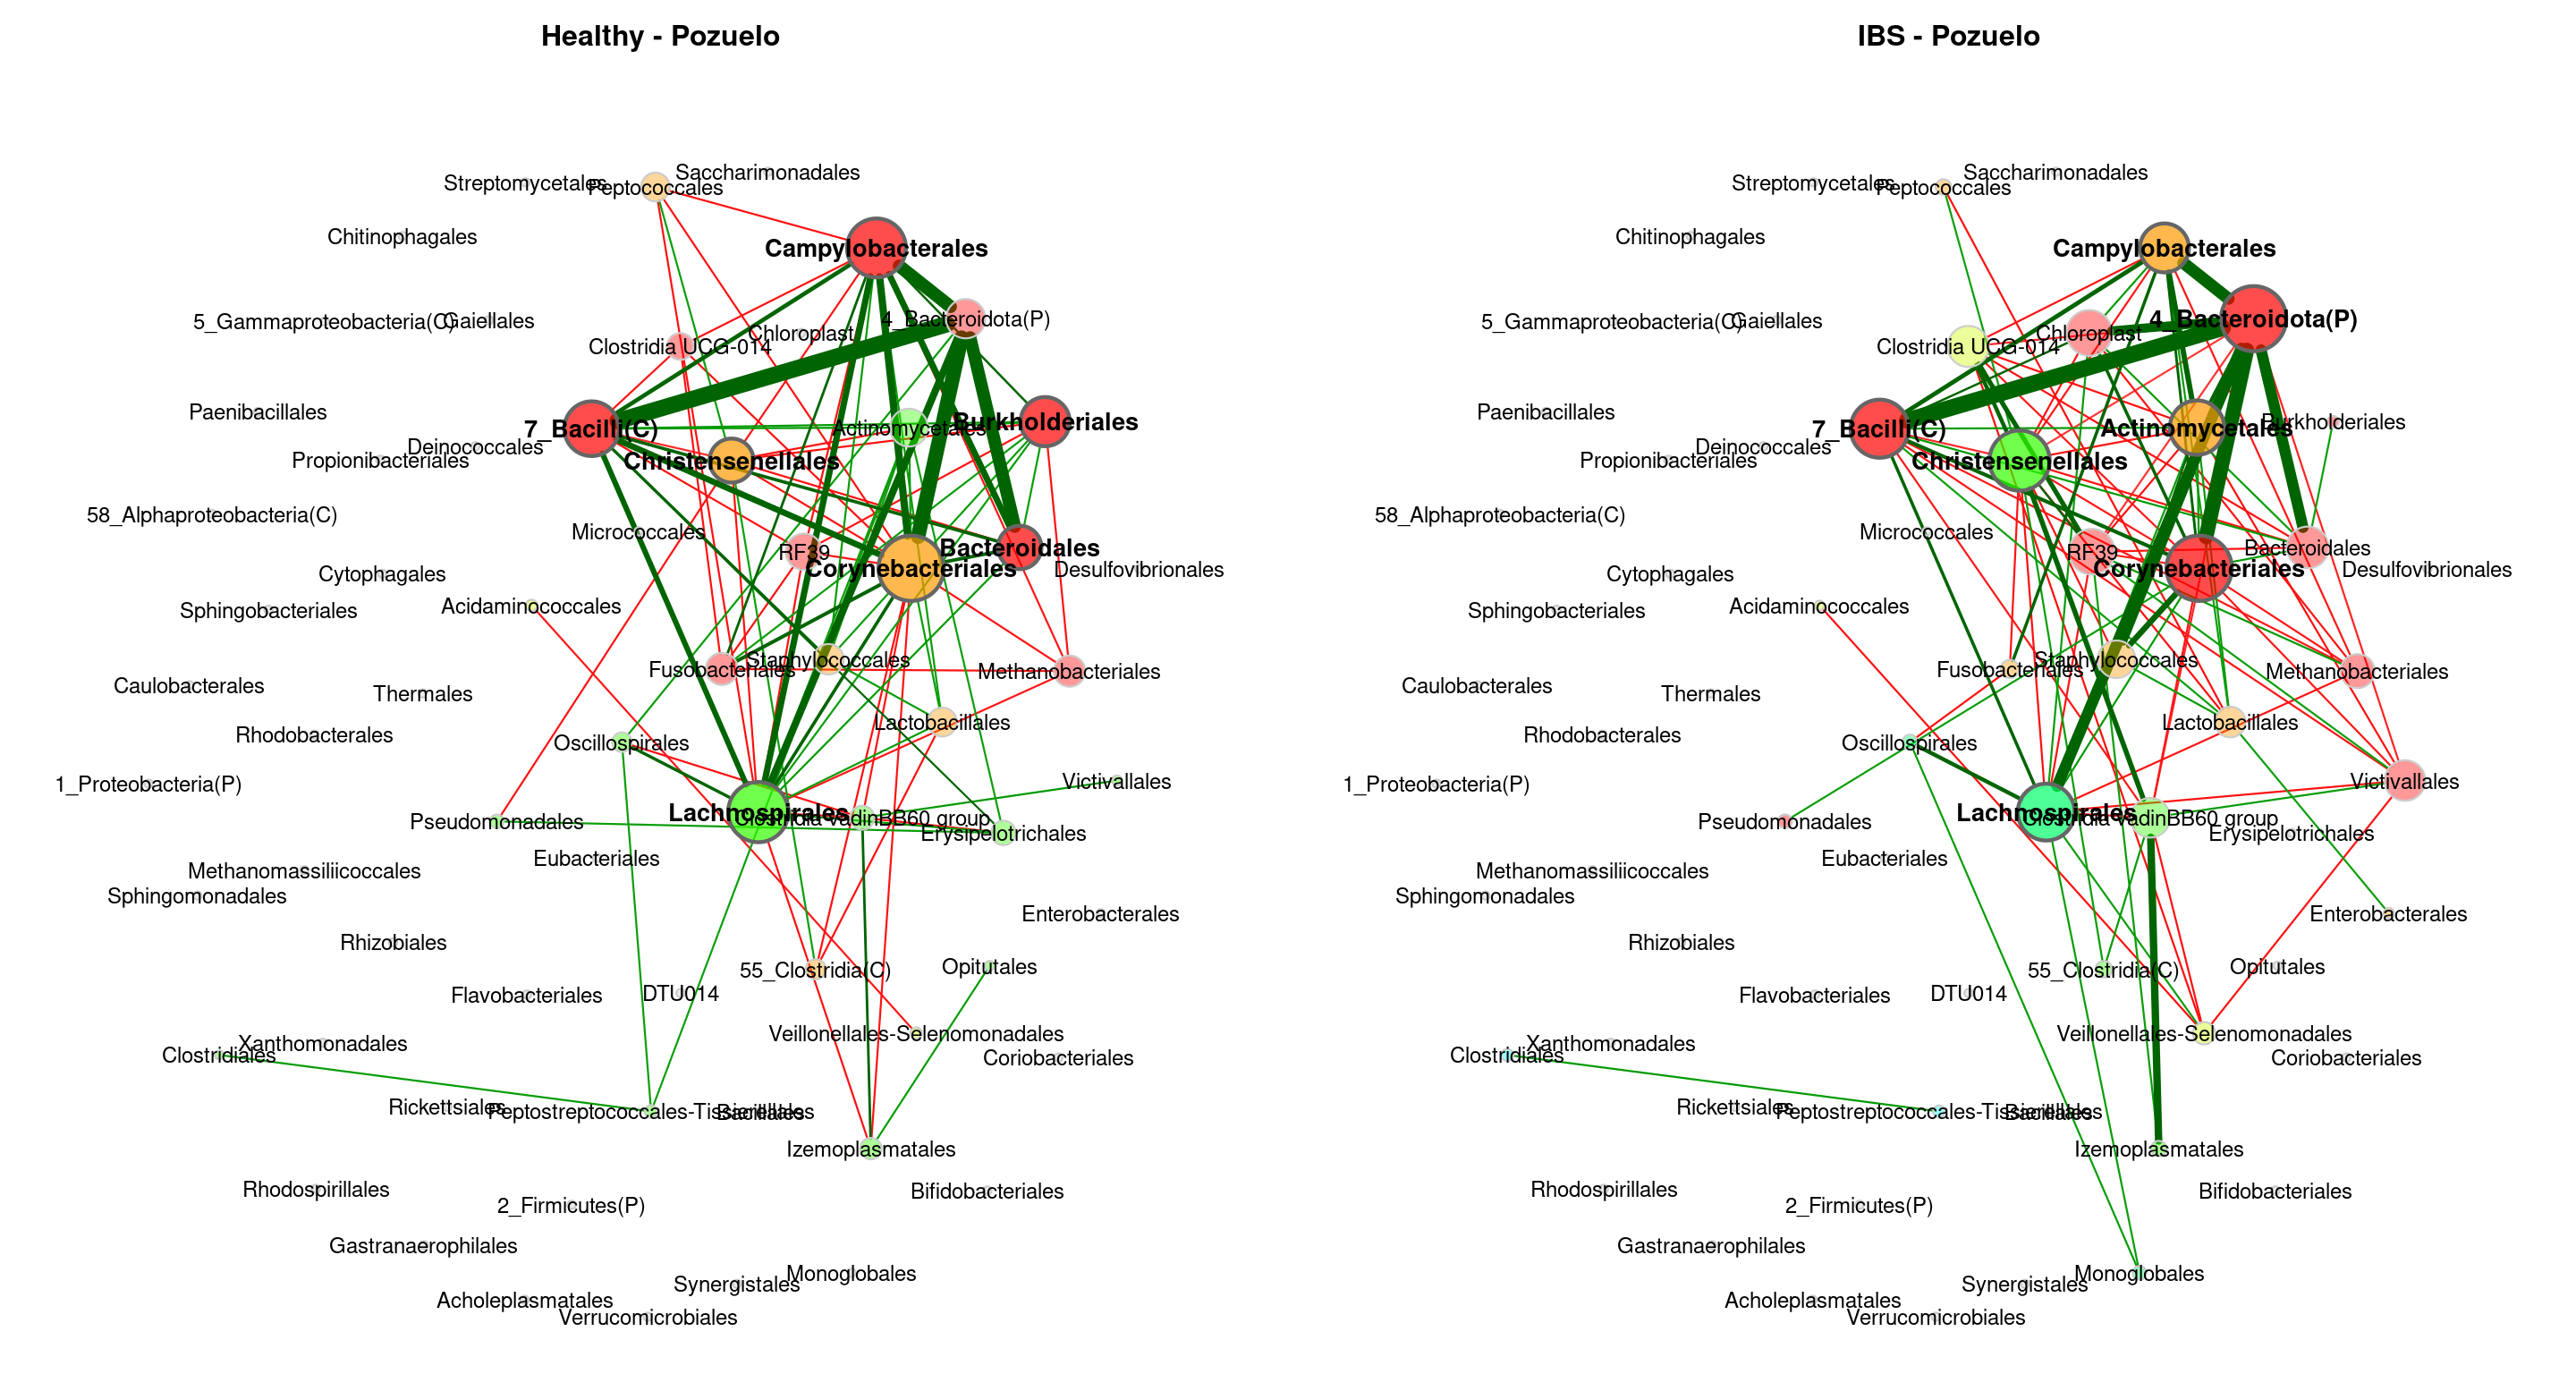 Healthy - Pozuelo
Saccharimonadales
Streptomycetales
Peptococcales
Chitinophagales
Campylobacterales
5_Gammaproteobacteria(C)
Gaiellales
4_Bacteroidota(P)
Chloroplast
Clostridia UCG-014
Paenibacillales
7_Bacilli(C)
Actinomycetales
Burkholderiales
Deinococcales
Propionibacteriales
Christensenellales
58_Alphaproteobacteria(C)
Micrococcales
RF39
Bacteroidales
Corynebacteriales
Desulfovibrionales
Cytophagales
Acidaminococcales
Sphingobacteriales
Fusobacteriales
Staphylococcales
Methanobacteriales
Caulobacterales
Thermales
Lactobacillales
Rhodobacterales
Oscillospirales
1_Proteobacteria(P)
Victivallales
Lachnospirales
Clostridia vadinBB60 group
Pseudomonadales
Erysipelotrichales
Eubacteriales
Methanomassiliicoccales
Sphingomonadales
Enterobacterales
Rhizobiales
55_Clostridia(C)
Opitutales
Flavobacteriales
DTU014
Veillonellales-Selenomonadales
Xanthomonadales
Clostridiales
Coriobacteriales
Rickettsiales
Peptostreptococcales-Tissierellales
Bacillales
Izemoplasmatales
Rhodospirillales
Bifidobacteriales
2_Firmicutes(P)
Gastranaerophilales
Monoglobales
Synergistales
Acholeplasmatales
Verrucomicrobiales
IBS - Pozuelo
Saccharimonadales
Streptomycetales
Peptococcales
Chitinophagales
Campylobacterales
5_Gammaproteobacteria(C)
Gaiellales
4_Bacteroidota(P)
Chloroplast
Clostridia UCG-014
Paenibacillales
7_Bacilli(C)
Actinomycetales
Burkholderiales
Deinococcales
Propionibacteriales
Christensenellales
58_Alphaproteobacteria(C)
Micrococcales
RF39
Bacteroidales
Corynebacteriales
Desulfovibrionales
Cytophagales
Acidaminococcales
Sphingobacteriales
Fusobacteriales
Staphylococcales
Methanobacteriales
Caulobacterales
Thermales
Lactobacillales
Rhodobacterales
Oscillospirales
1_Proteobacteria(P)
Victivallales
Lachnospirales
Clostridia vadinBB60 group
Pseudomonadales
Erysipelotrichales
Eubacteriales
Methanomassiliicoccales
Sphingomonadales
Enterobacterales
Rhizobiales
55_Clostridia(C)
Opitutales
Flavobacteriales
DTU014
Veillonellales-Selenomonadales
Xanthomonadales
Clostridiales
Coriobacteriales
Rickettsiales
Peptostreptococcales-Tissierellales
Bacillales
Izemoplasmatales
Rhodospirillales
Bifidobacteriales
2_Firmicutes(P)
Gastranaerophilales
Monoglobales
Synergistales
Acholeplasmatales
Verrucomicrobiales